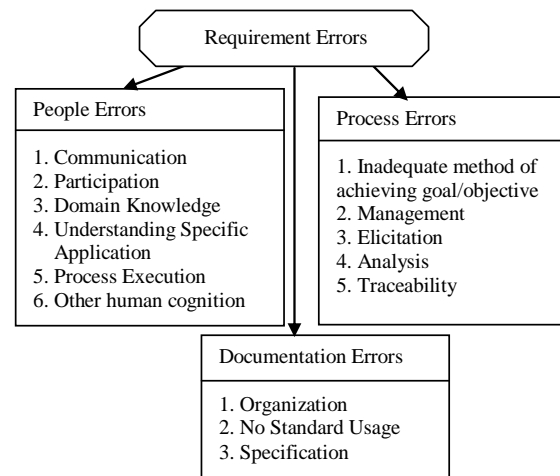 Requirement Errors
People Errors
1. Communication
2. Participation
3. Domain Knowledge
4. Understanding Specific
Application
5. Process Execution
6. Other human cognition
Process Errors
1. Inadequate method of
achieving goal/objective
2. Management
3. Elicitation
4. Analysis
5. Traceability
Documentation Errors
1. Organization
2. No Standard Usage
3. Specification